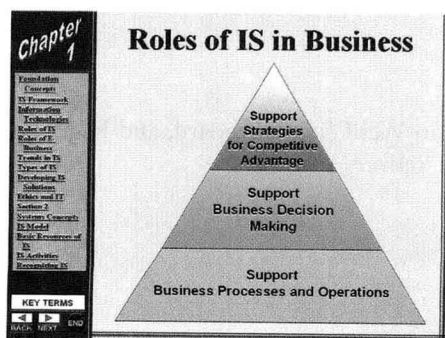 Chapter
1
Foundation
Concepts
IS Framework
Information
Technologies
Roles of IS
Roles of E-
Business
Trends in IS
Types of IS
Developing IS
Solutions
Ethics and IT
Section 2
Systems Concepts
IS Model
Basic Resources of
IS
IS Activities
Recognizing IS
KEY TERMS
BACK NEXT END
Roles of IS in Business
Support
Strategies
for Competitive
Advantage
Support
Business Decision
Making
Support
Business Processes and Operations